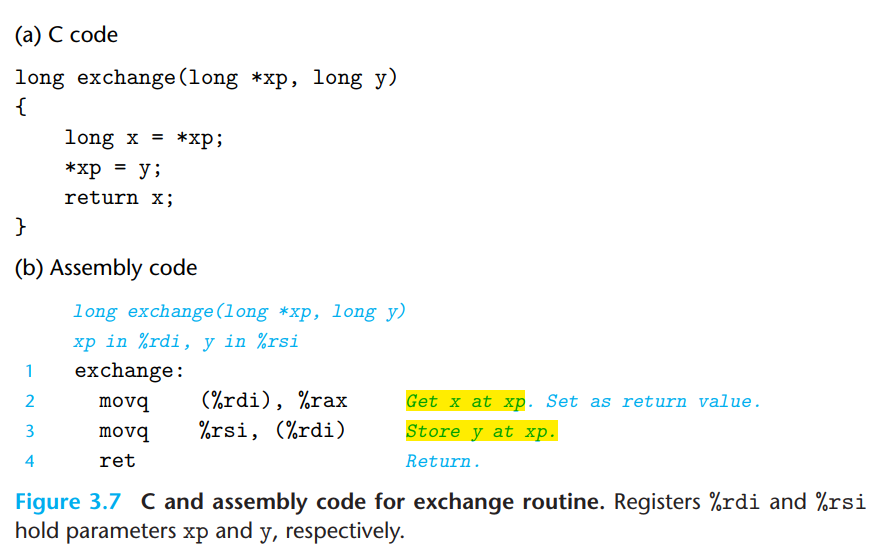 (a) C code
long exchange(long *xp, long y)
{
    long x = *xp;
    *xp = y;
    return x;
}
(b) Assembly code
long exchange(long *xp, long y)
xp in %rdi, y in %rsi
1 exchange:
2 movq (%rdi), %rax Get x at xp. Set as return value.
3 movq %rsi, (%rdi) Store y at xp.
4 ret Return.
Figure 3.7 C and assembly code for exchange routine. Registers %rdi and %rsi
hold parameters xp and y, respectively.